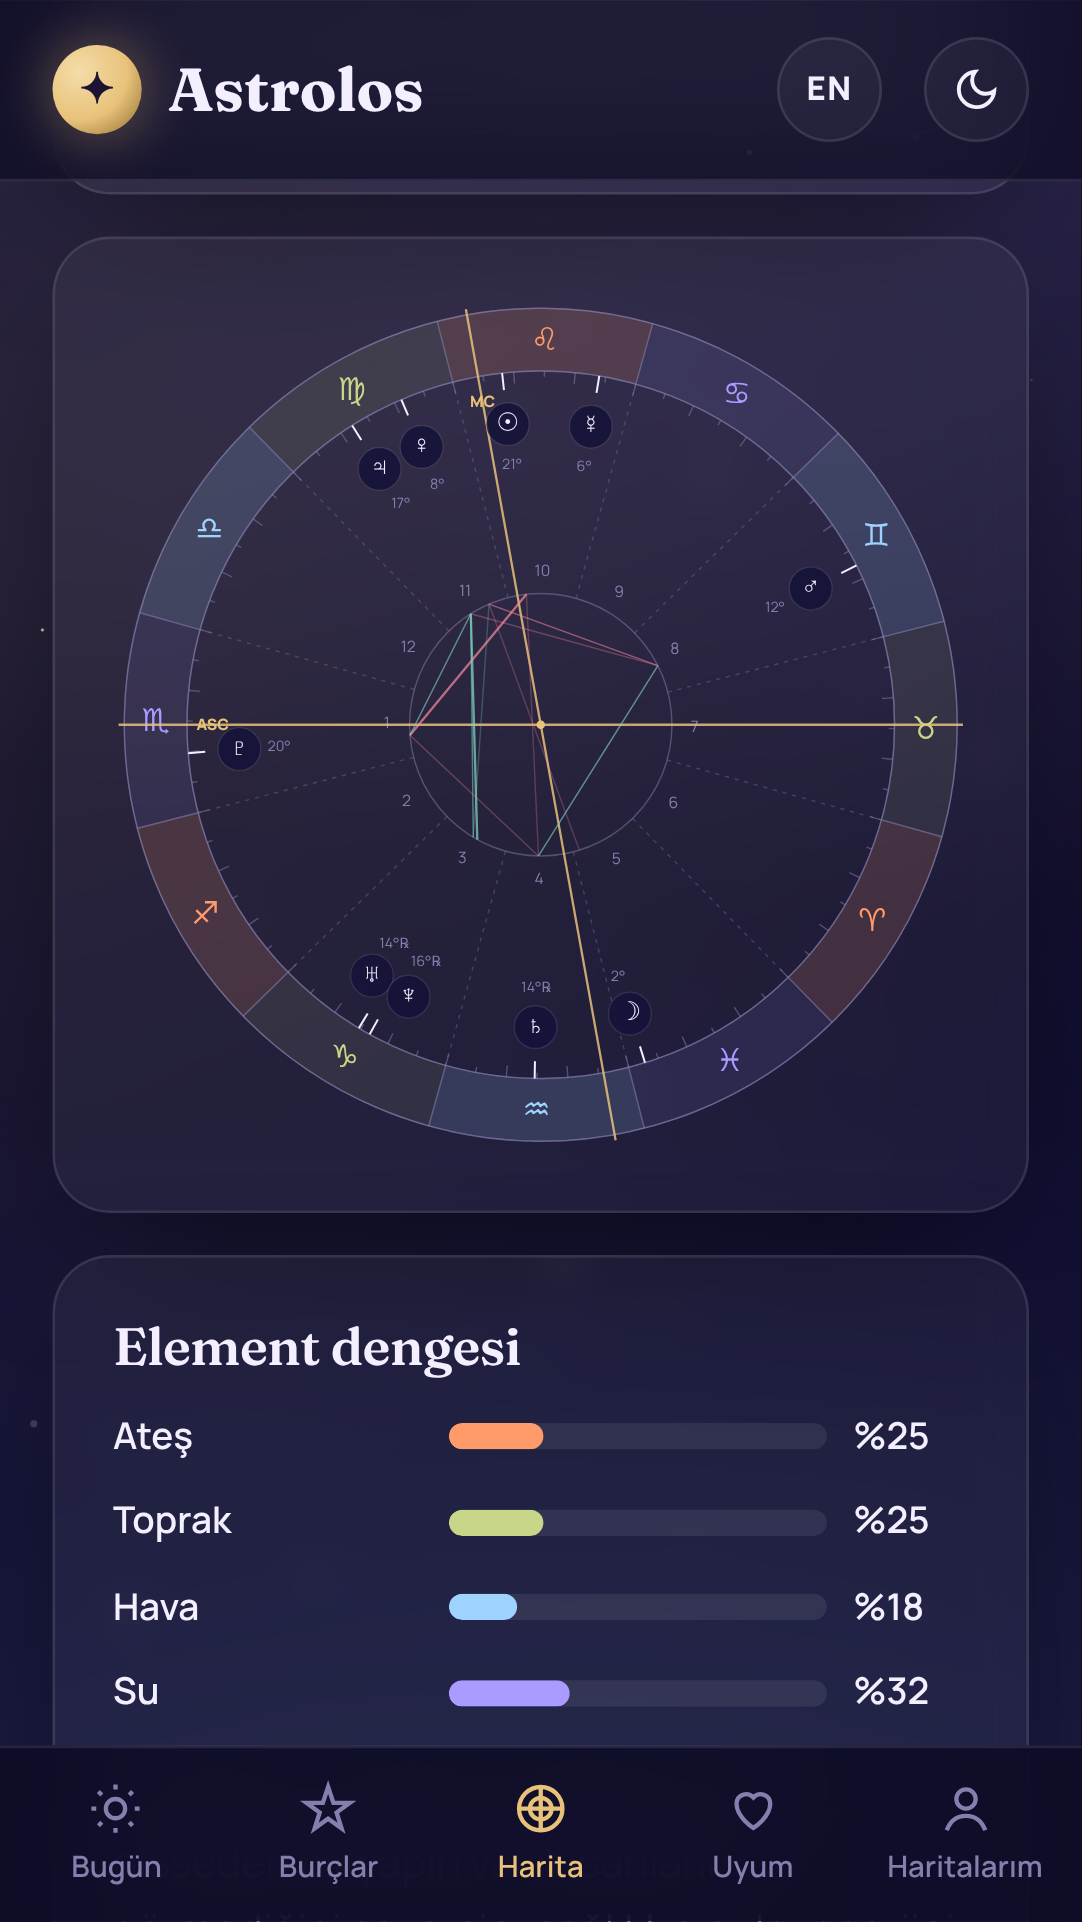 Astrolos
EN
MC
21°
6°
8°
17°
12°
10
11
9
12
8
1
7
ASC
20°
2
6
3
5
4
14°℞
16°℞
14°℞
2°
Element dengesi
Ateş %25
Toprak %25
Hava %18
Su %32
Bugün
Burçlar
Harita
Uyum
Haritalarım